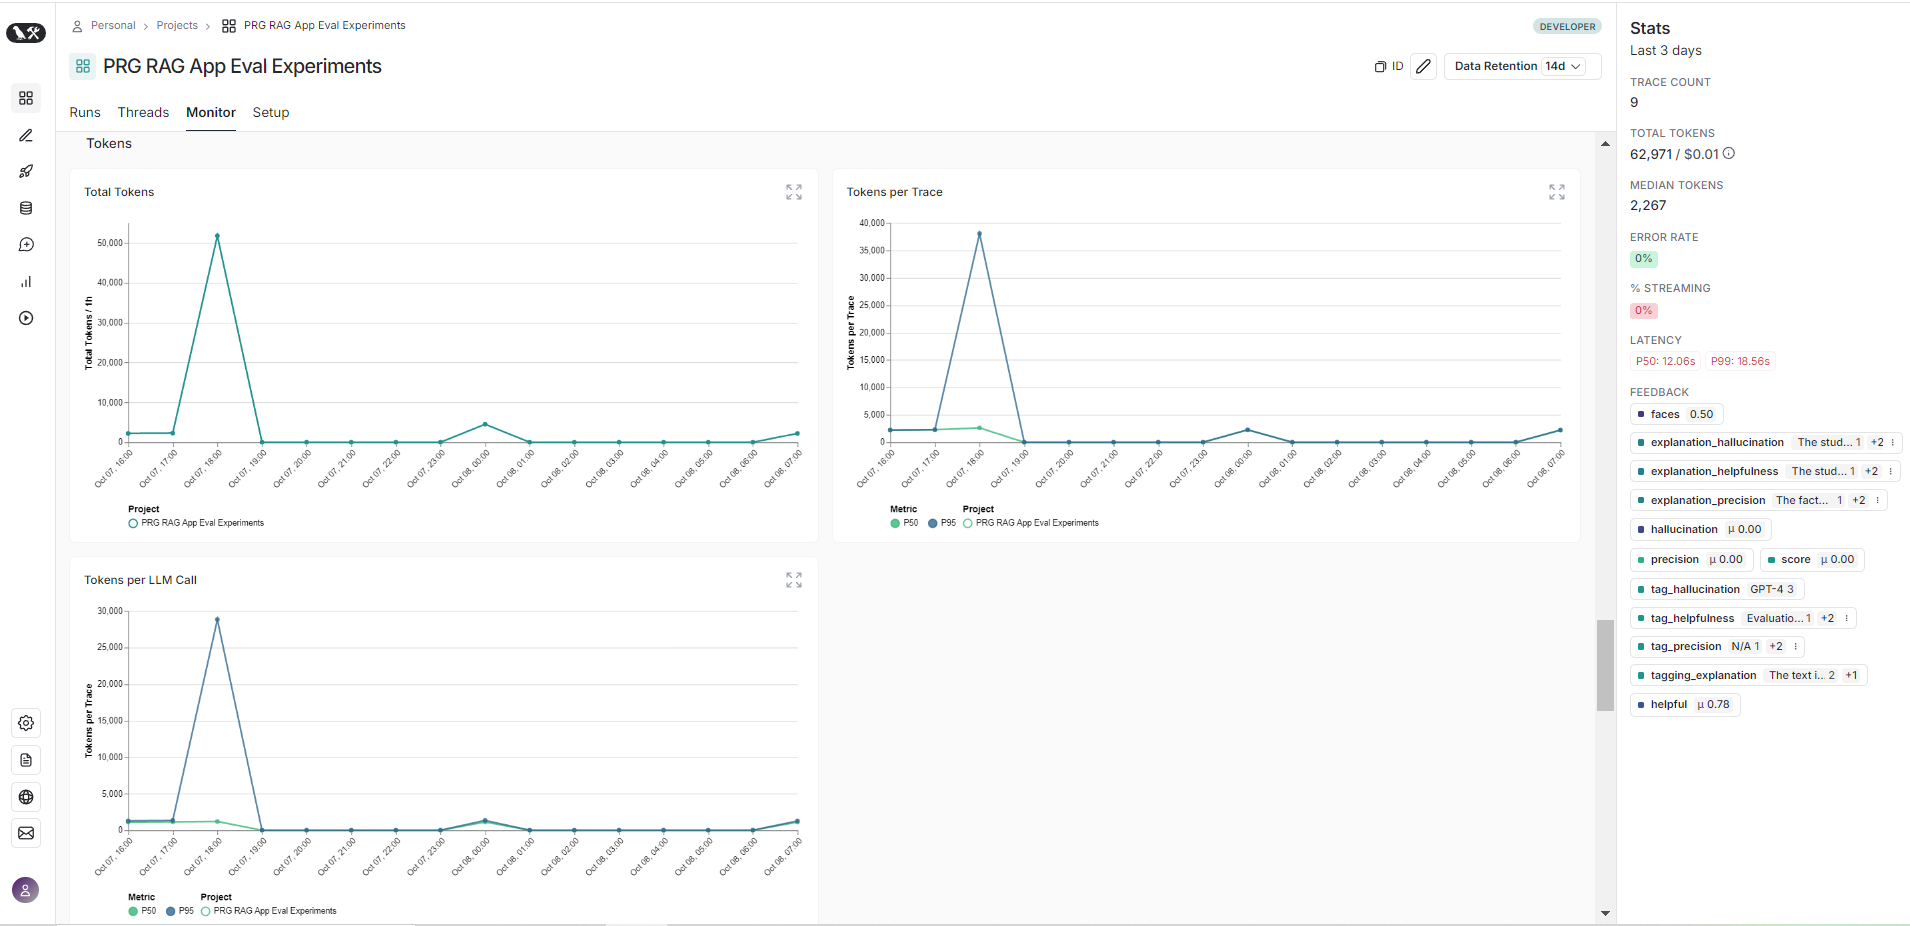 Personal > Projects > PRG RAG App Eval Experiments
DEVELOPER
PRG RAG App Eval Experiments
ID
Data Retention 14d
Runs Threads Monitor Setup
Tokens
Total Tokens
Total Tokens / 1h
50,000
40,000
30,000
20,000
10,000
0
Oct 07, 16:00 Oct 07, 17:00 Oct 07, 18:00 Oct 07, 19:00 Oct 07, 20:00 Oct 07, 21:00 Oct 07, 22:00 Oct 07, 23:00 Oct 08, 00:00 Oct 08, 01:00 Oct 08, 02:00 Oct 08, 03:00 Oct 08, 04:00 Oct 08, 05:00 Oct 08, 06:00 Oct 08, 07:00
Project
PRG RAG App Eval Experiments
Tokens per Trace
Tokens per Trace
40,000
35,000
30,000
25,000
20,000
15,000
10,000
5,000
0
Oct 07, 16:00 Oct 07, 17:00 Oct 07, 18:00 Oct 07, 19:00 Oct 07, 20:00 Oct 07, 21:00 Oct 07, 22:00 Oct 07, 23:00 Oct 08, 00:00 Oct 08, 01:00 Oct 08, 02:00 Oct 08, 03:00 Oct 08, 04:00 Oct 08, 05:00 Oct 08, 06:00 Oct 08, 07:00
Metric Project
P50 P95 PRG RAG App Eval Experiments
Tokens per LLM Call
Tokens per Trace
30,000
25,000
20,000
15,000
10,000
5,000
0
Oct 07, 16:00 Oct 07, 17:00 Oct 07, 18:00 Oct 07, 19:00 Oct 07, 20:00 Oct 07, 21:00 Oct 07, 22:00 Oct 07, 23:00 Oct 08, 00:00 Oct 08, 01:00 Oct 08, 02:00 Oct 08, 03:00 Oct 08, 04:00 Oct 08, 05:00 Oct 08, 06:00 Oct 08, 07:00
Metric Project
P50 P95 PRG RAG App Eval Experiments
Stats
Last 3 days
TRACE COUNT
9
TOTAL TOKENS
62,971 / $0.01
MEDIAN TOKENS
2,267
ERROR RATE
0%
% STREAMING
0%
LATENCY
P50: 12.06s P99: 18.56s
FEEDBACK
faces 0.50
explanation_hallucination The stud... 1 +2
explanation_helpfulness The stud... 1 +2
explanation_precision The fact... 1 +2
hallucination μ 0.00
precision μ 0.00 score μ 0.00
tag_hallucination GPT-4 3
tag_helpfulness Evaluatio... 1 +2
tag_precision N/A 1 +2
tagging_explanation The text i... 2 +1
helpful μ 0.78